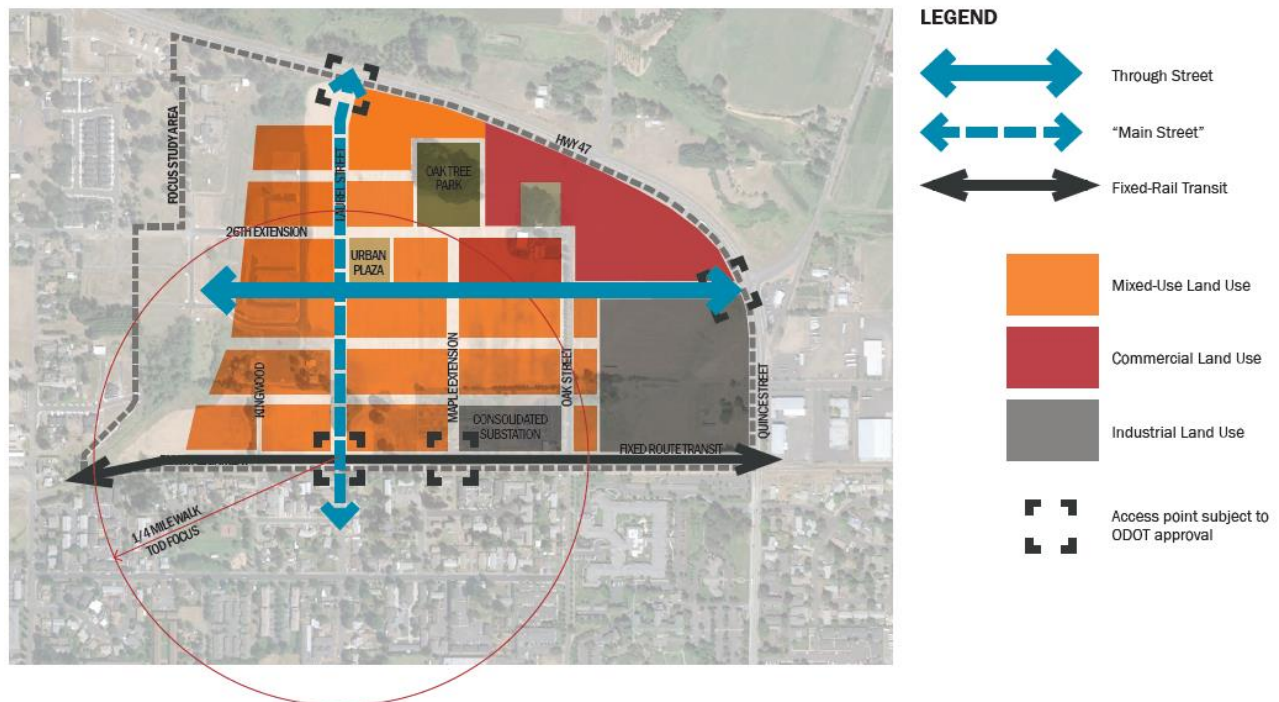 LEGEND
Through Street
"Main Street"
Fixed-Rail Transit
Mixed-Use Land Use
Commercial Land Use
Industrial Land Use
Access point subject to
ODOT approval
FOCUS STUDY AREA
HWY 47
LAUREL STREET
OAK TREE
PARK
26TH EXTENSION
URBAN
PLAZA
KINGWOOD
MAPLE EXTENSION
OAK STREET
QUINCE STREET
CONSOLIDATED
SUBSTATION
FIXED ROUTE TRANSIT
1/4 MILE WALK
TOD FOCUS